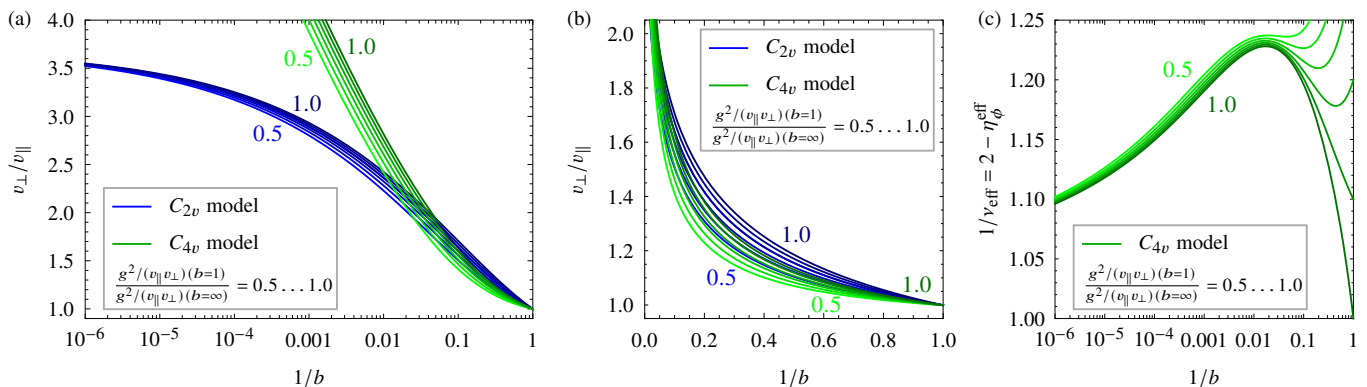 (a)
4.0
3.5
3.0
2.5
2.0
1.5
1.0
v⊥/v∥
1.0
0.5
1.0
0.5
C2v model
C4v model
g²/(v∥v⊥)(b=1)
g²/(v∥v⊥)(b=∞) = 0.5 . . . 1.0
10⁻⁶ 10⁻⁵ 10⁻⁴ 0.001 0.01 0.1 1
1/b
(b)
2.0
1.8
1.6
1.4
1.2
1.0
v⊥/v∥
C2v model
C4v model
g²/(v∥v⊥)(b=1)
g²/(v∥v⊥)(b=∞) = 0.5 . . . 1.0
1.0
0.5
1.0
0.5
0.0 0.2 0.4 0.6 0.8 1.0
1/b
(c)
1.25
1.20
1.15
1.10
1.05
1.00
1/νeff = 2 − ηϕ^eff
0.5
1.0
C4v model
g²/(v∥v⊥)(b=1)
g²/(v∥v⊥)(b=∞) = 0.5 . . . 1.0
10⁻⁶ 10⁻⁵ 10⁻⁴ 0.001 0.01 0.1 1
1/b